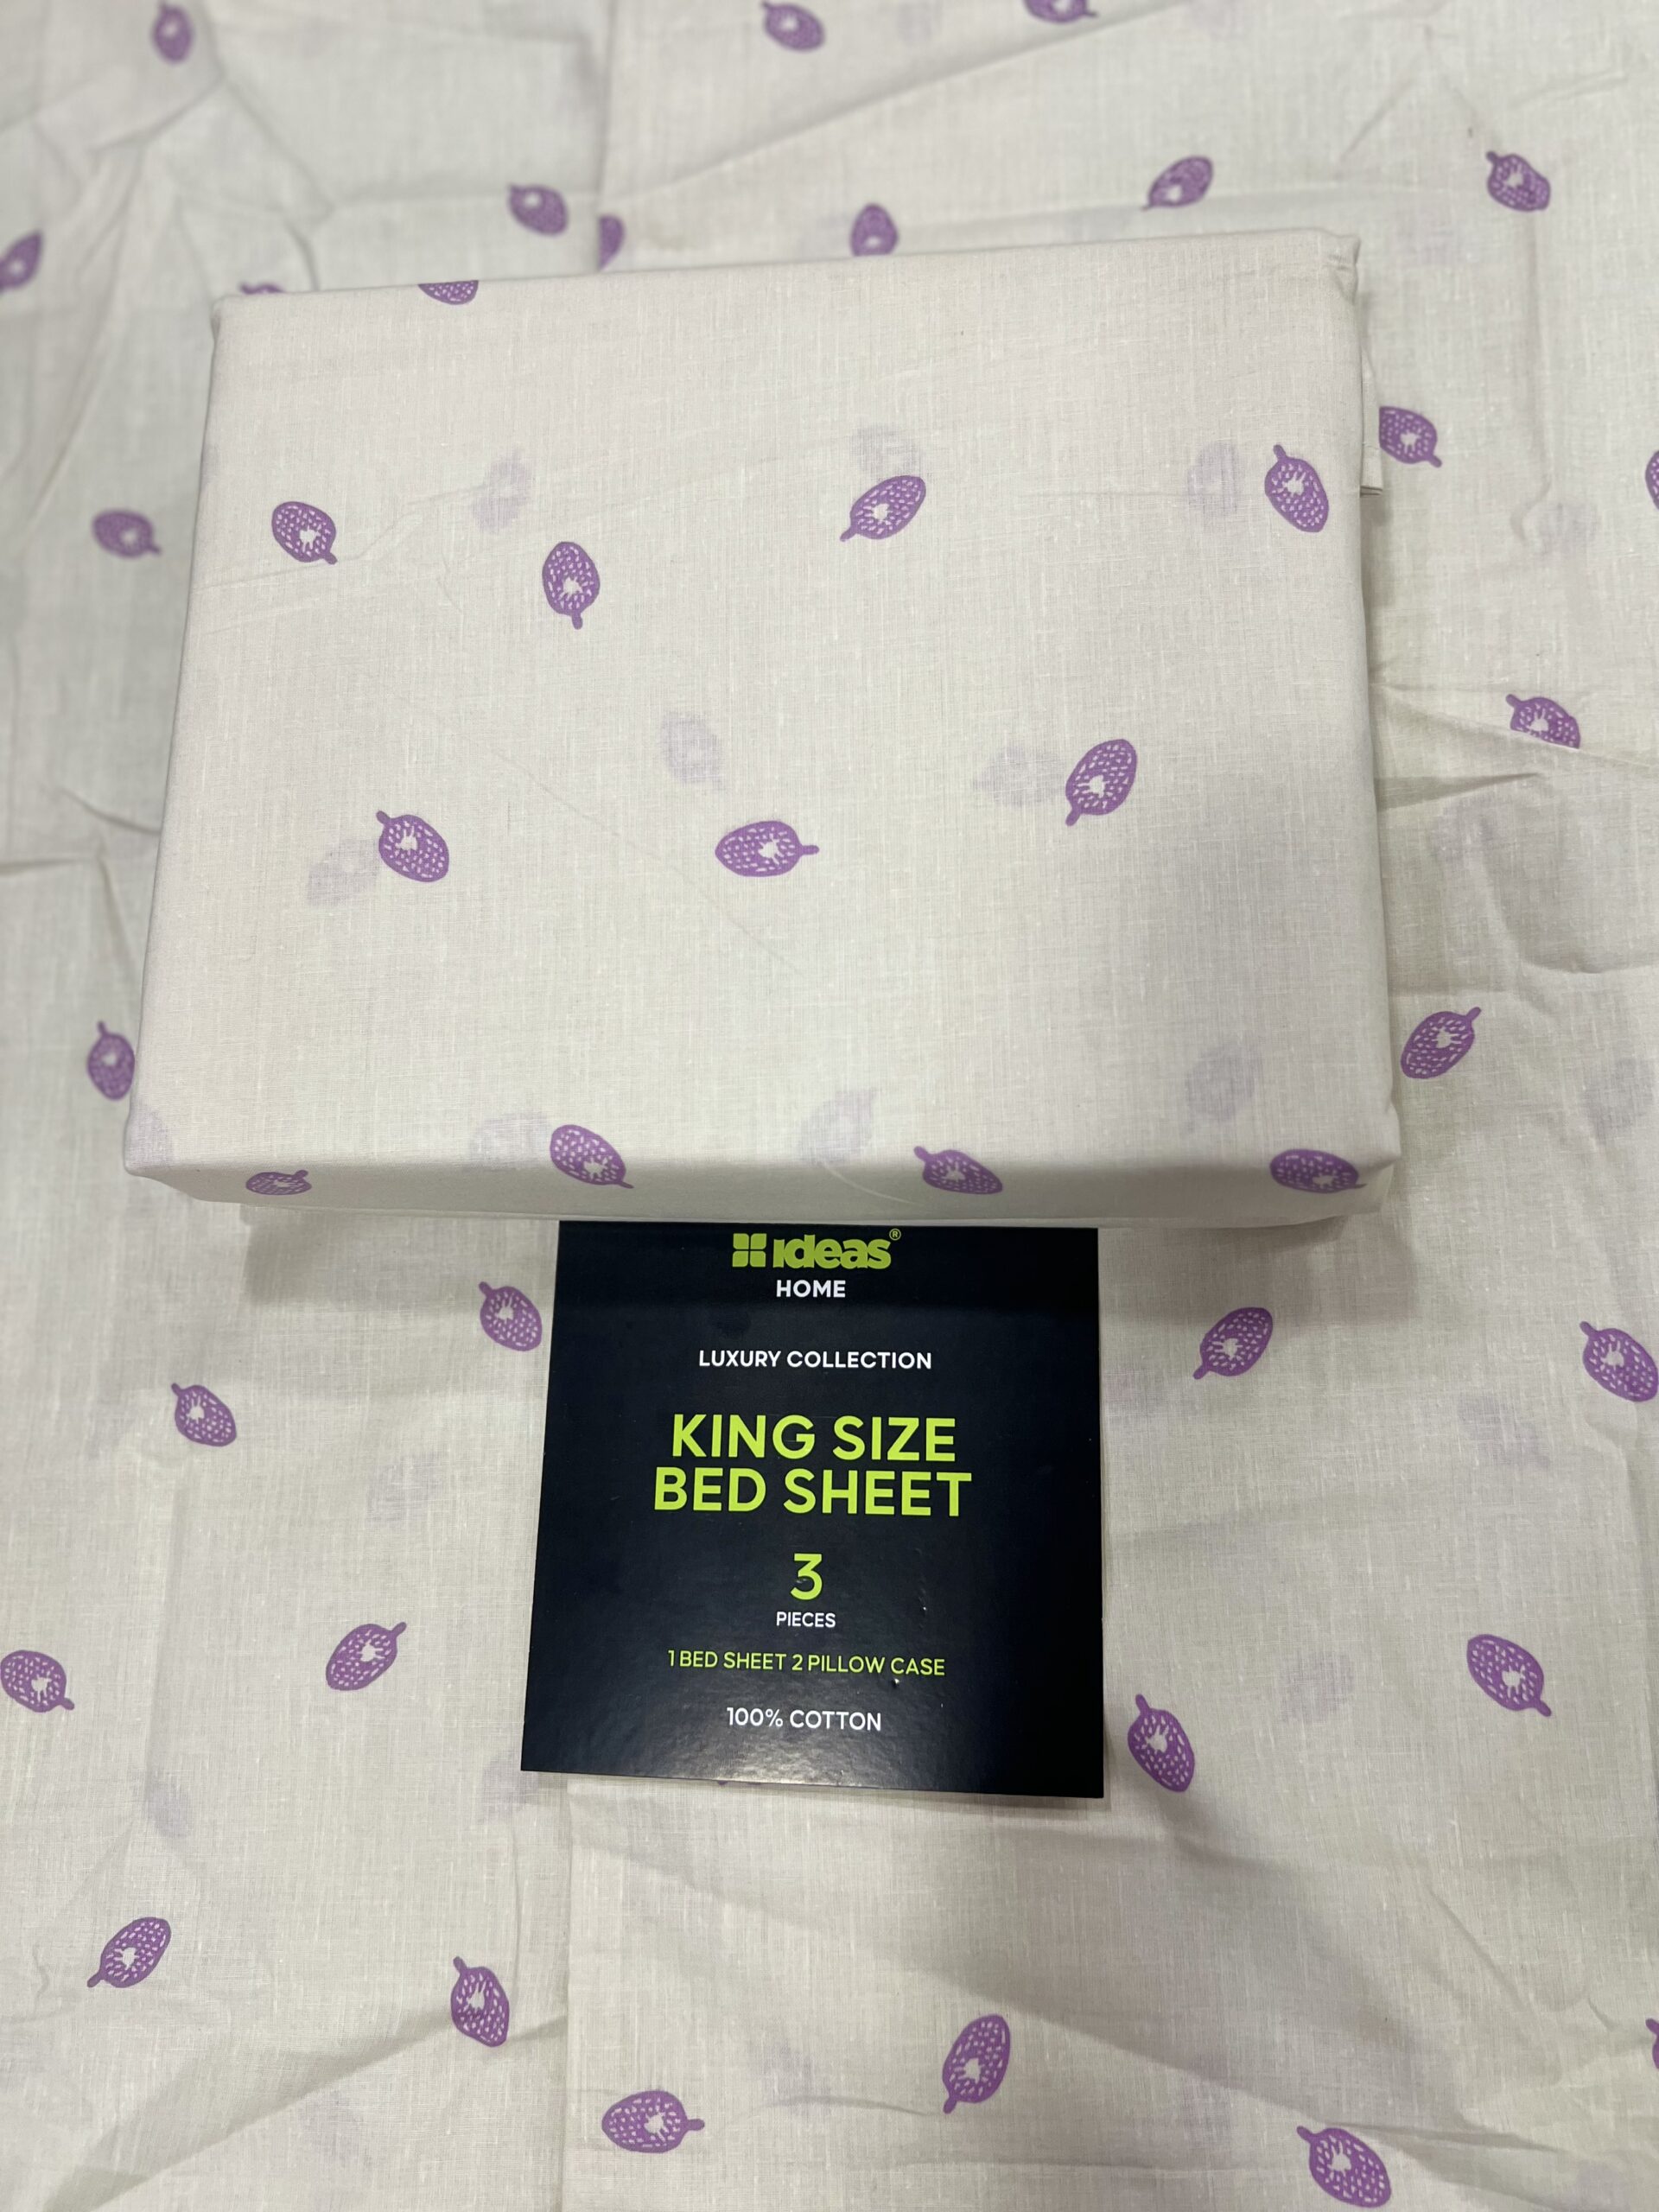 ideas®
HOME
LUXURY COLLECTION
KING SIZE
BED SHEET
3
PIECES
1 BED SHEET 2 PILLOW CASE
100% COTTON